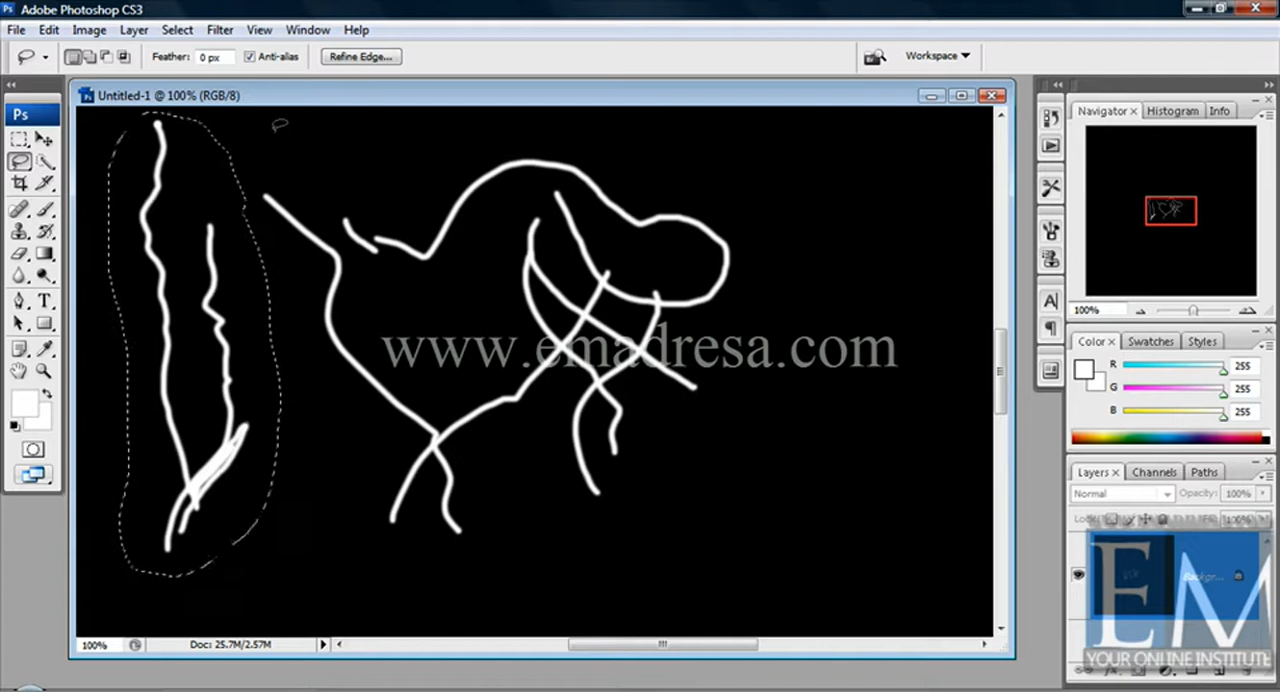 Adobe Photoshop CS3
File Edit Image Layer Select Filter View Window Help
Feather: 0 px Anti-alias Refine Edge... Workspace
Untitled-1 @ 100% (RGB/8)
Ps
Navigator × Histogram Info
www.emadresa.com
100%
Color × Swatches Styles
R 255
G 255
B 255
Layers × Channels Paths
Normal Opacity: 100%
EM
YOUR ONLINE INSTITUTE
100% Doc: 25.7M/2.57M